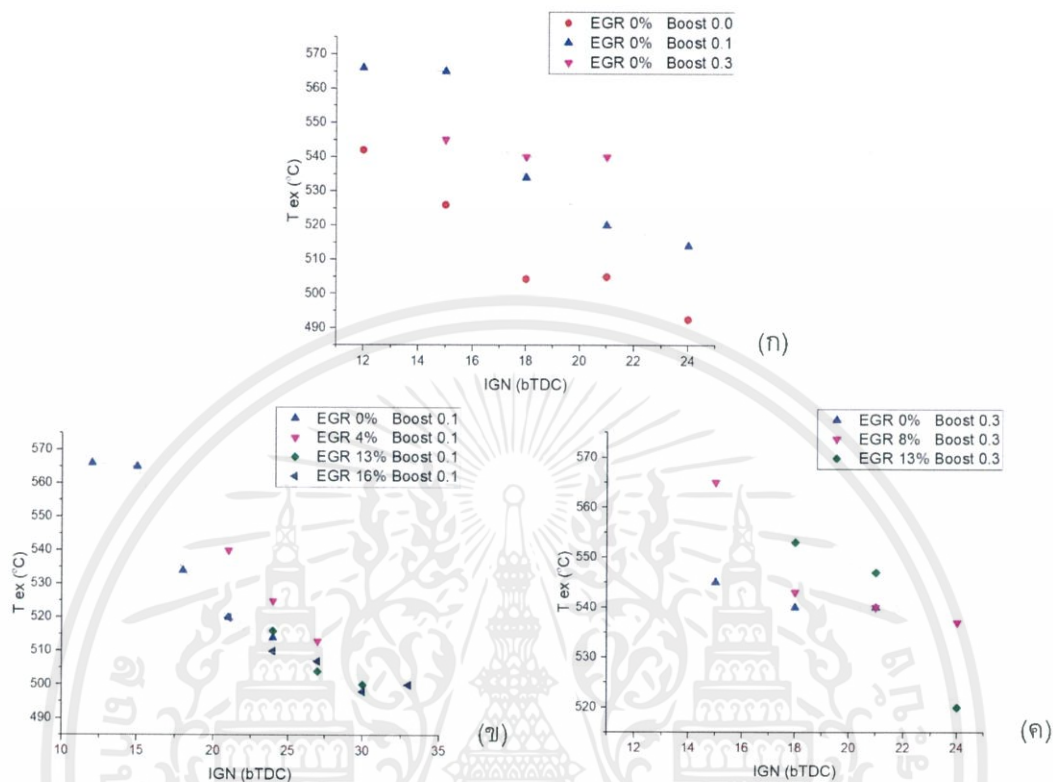 EGR 0% Boost 0.0
EGR 0% Boost 0.1
EGR 0% Boost 0.3
570
560
550
540
530
520
510
500
490
T ex (°C)
12 14 16 18 20 22 24
IGN (bTDC)
(ก)
EGR 0% Boost 0.1
EGR 4% Boost 0.1
EGR 13% Boost 0.1
EGR 16% Boost 0.1
570
560
550
540
530
520
510
500
490
T ex (°C)
10 15 20 25 30 35
IGN (bTDC)
(ข)
EGR 0% Boost 0.3
EGR 8% Boost 0.3
EGR 13% Boost 0.3
570
560
550
540
530
520
T ex (°C)
12 14 16 18 20 22 24
IGN (bTDC)
(ค)